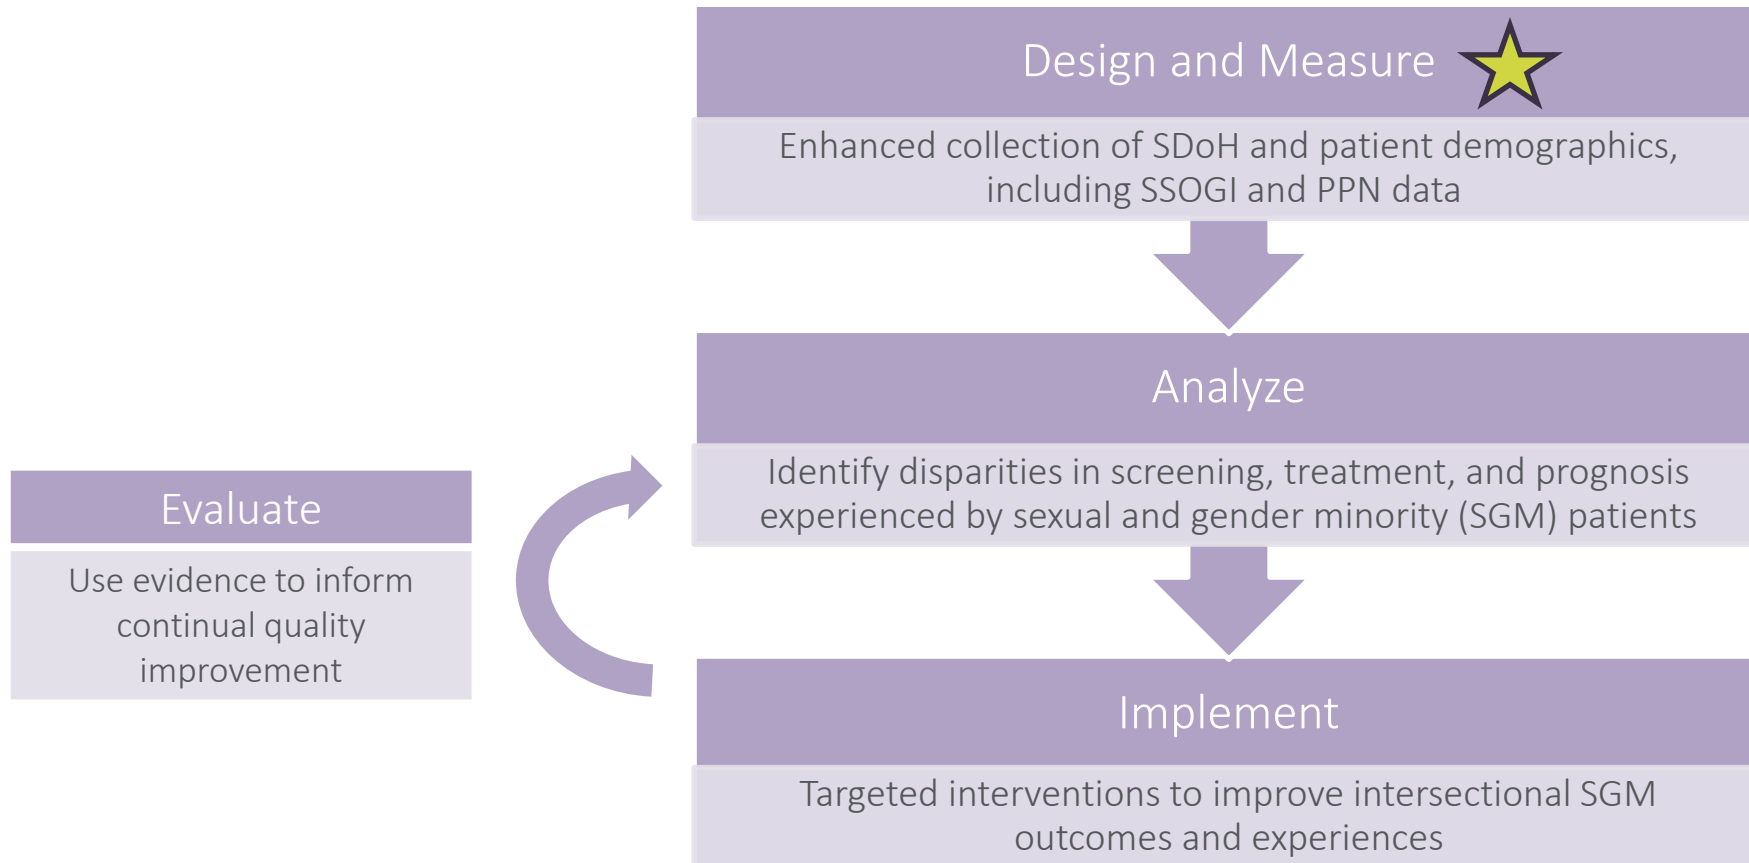 Design and Measure
Enhanced collection of SDoH and patient demographics,
including SSOGI and PPN data
Analyze
Identify disparities in screening, treatment, and prognosis
experienced by sexual and gender minority (SGM) patients
Evaluate
Use evidence to inform
continual quality
improvement
Implement
Targeted interventions to improve intersectional SGM
outcomes and experiences